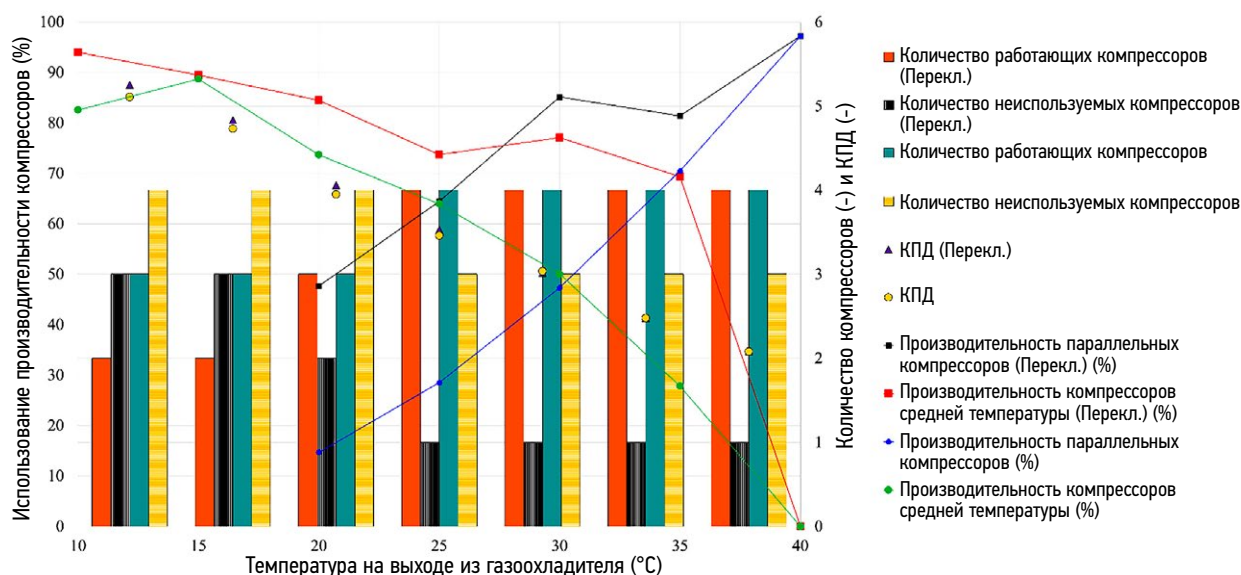 Использование производительности компрессоров (%)
100
90
80
70
60
50
40
30
20
10
0
10
15
20
25
30
35
40
Температура на выходе из газоохладителя (°C)
6
5
4
3
2
1
0
Количество компрессоров (–) и КПД (–)
Количество работающих компрессоров
(Перекл.)
Количество неиспользуемых компрессоров
(Перекл.)
Количество работающих компрессоров
Количество неиспользуемых компрессоров
КПД (Перекл.)
КПД
Производительность параллельных
компрессоров (Перекл.) (%)
Производительность компрессоров
средней температуры (Перекл.) (%)
Производительность параллельных
компрессоров (%)
Производительность компрессоров
средней температуры (%)